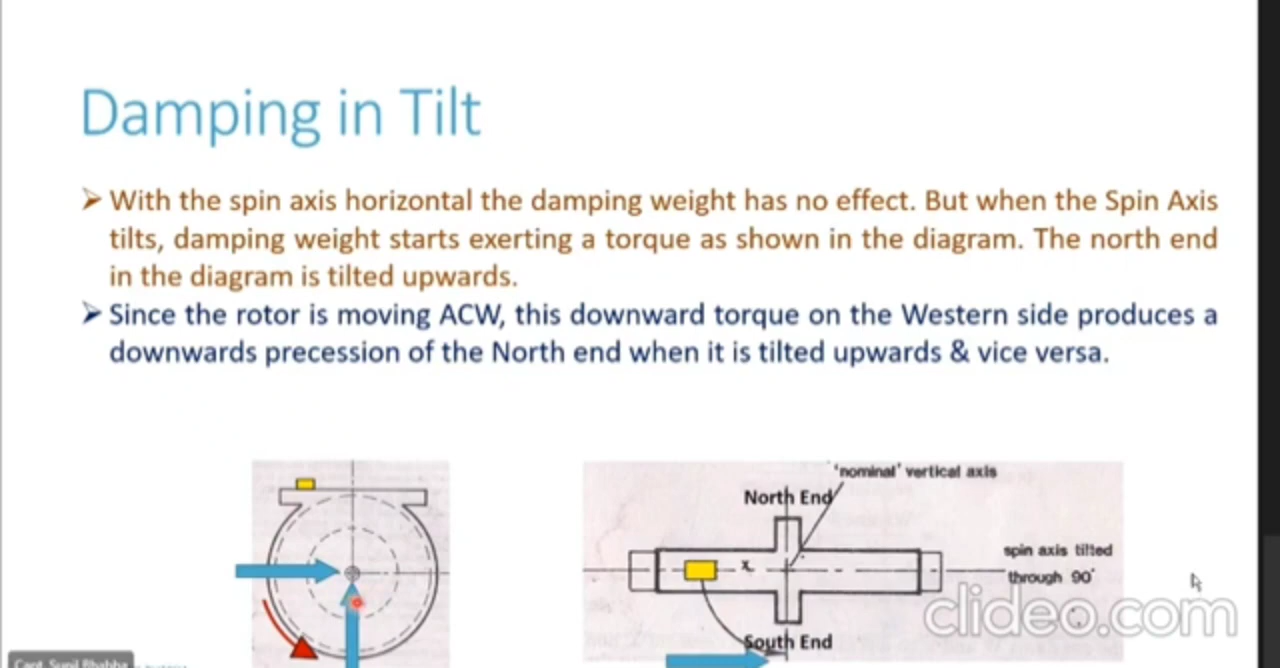 Damping in Tilt
➢ With the spin axis horizontal the damping weight has no effect. But when the Spin Axis
tilts, damping weight starts exerting a torque as shown in the diagram. The north end
in the diagram is tilted upwards.
➢ Since the rotor is moving ACW, this downward torque on the Western side produces a
downwards precession of the North end when it is tilted upwards & vice versa.
'nominal' vertical axis
North End
x
spin axis tilted
through 90°
South End
clideo.com
Capt. Sunil Bhabha